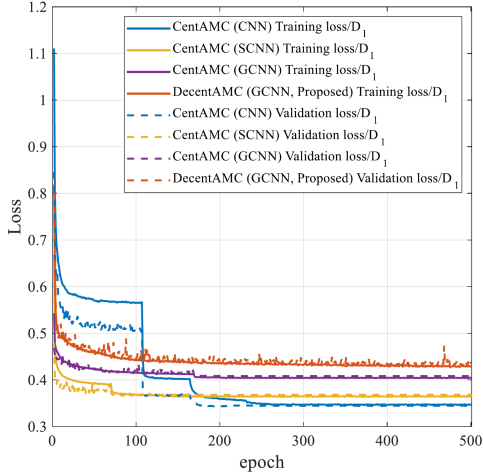 1.2
1.1
1
0.9
0.8
0.7
0.6
0.5
0.4
0.3
Loss
CentAMC (CNN) Training loss/D1
CentAMC (SCNN) Training loss/D1
CentAMC (GCNN) Training loss/D1
DecentAMC (GCNN, Proposed) Training loss/D1
CentAMC (CNN) Validation loss/D1
CentAMC (SCNN) Validation loss/D1
CentAMC (GCNN) Validation loss/D1
DecentAMC (GCNN, Proposed) Validation loss/D1
0 100 200 300 400 500
epoch